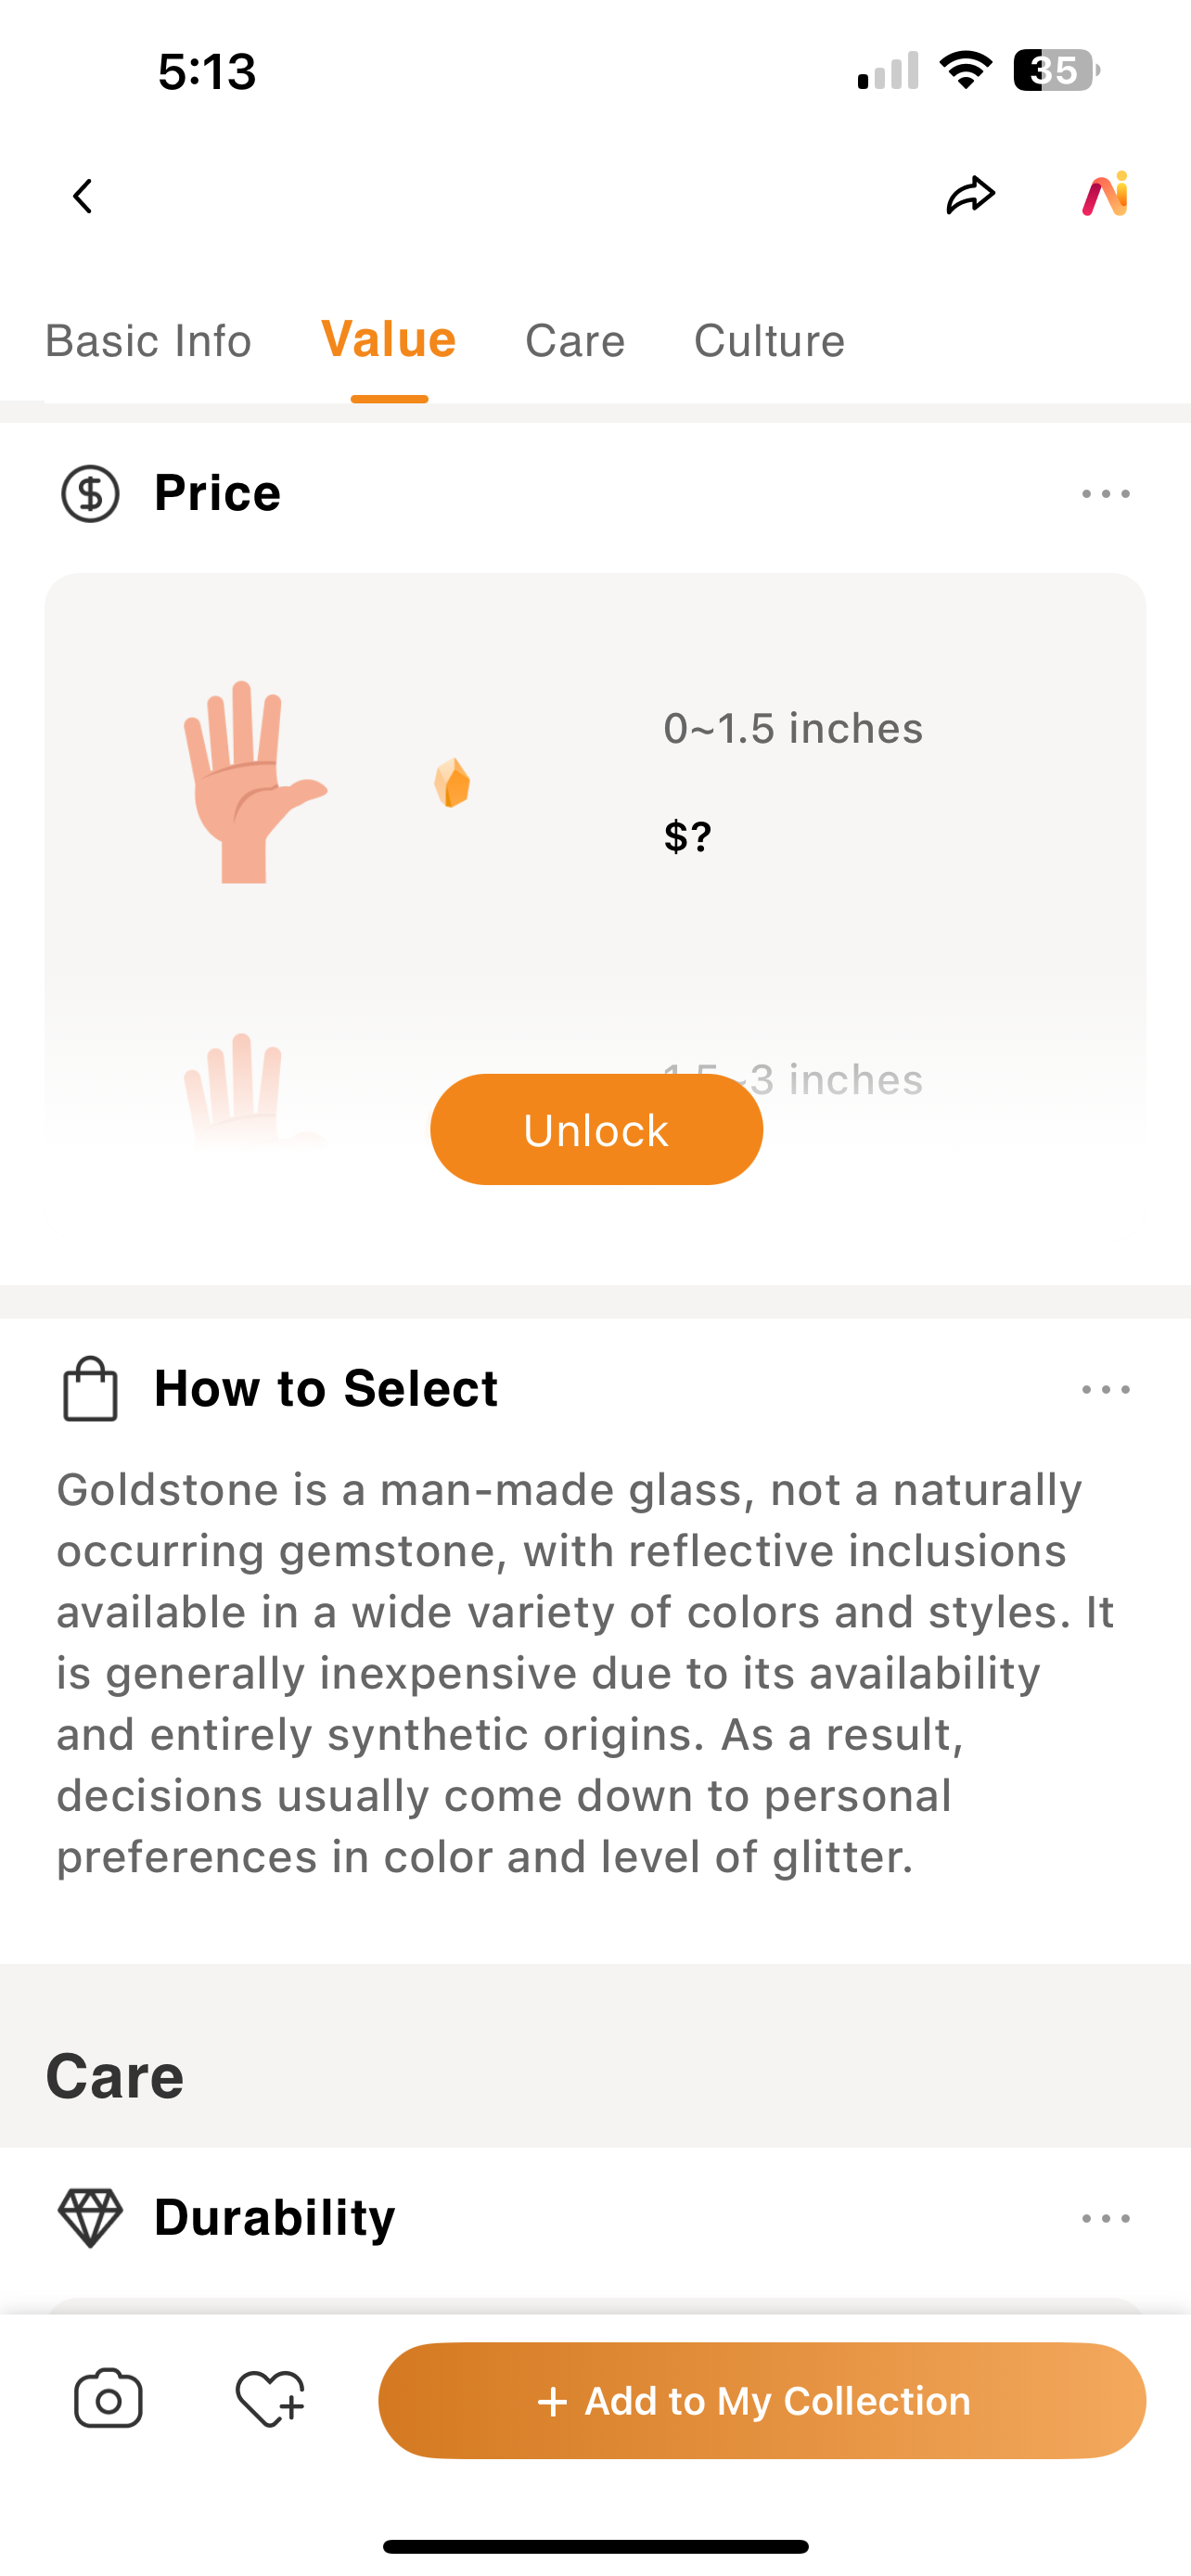 5:13
35
Basic Info Value Care Culture
Price
0~1.5 inches
$?
1.5~3 inches
Unlock
How to Select
Goldstone is a man-made glass, not a naturally
occurring gemstone, with reflective inclusions
available in a wide variety of colors and styles. It
is generally inexpensive due to its availability
and entirely synthetic origins. As a result,
decisions usually come down to personal
preferences in color and level of glitter.
Care
Durability
+ Add to My Collection